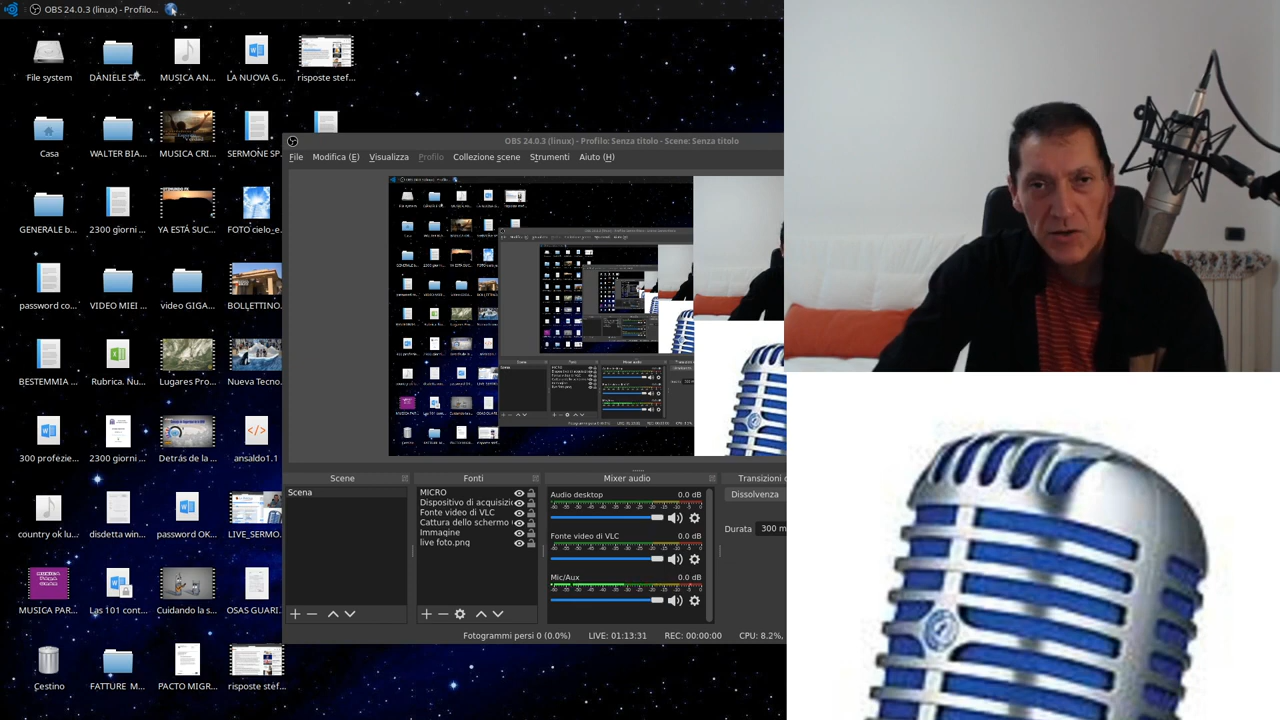 OBS 24.0.3 (linux) - Profilo...
File system
DANIELE SA...
MUSICA AN...
LA NUOVA G...
risposte stef...
Casa
WALTER BIA...
MUSICA CRI...
SERMONE SP...
GENERALE b...
2300 giorni ...
YA ESTÁ SUC...
FOTO cielo_e...
password co...
VIDEO MIEI ...
video GIGA...
BOLLETTINO...
BESTEMMIA ...
Rubrica. Nu...
Lugares Pro...
Nueva Tecno...
300 profezie...
2300 giorni ...
Detrás de la ...
ansaldo1.1
country ok lu...
disdetta win...
password OK...
LIVE_SERMO...
MUSICA PAR...
Las 101 cont...
Cuidando la s...
OSAS GUARI...
Cestino
FATTURE M...
PACTO MIGR...
risposte stef...
OBS 24.0.3 (linux) - Profilo: Senza titolo - Scene: Senza titolo
File Modifica (E) Visualizza Profilo Collezione scene Strumenti Aiuto (H)
Scene
Scena
Fonti
MICRO
Dispositivo di acquisizi
Fonte video di VLC
Cattura dello schermo
Immagine
live foto.png
Mixer audio
Audio desktop 0.0 dB
Fonte video di VLC 0.0 dB
Mic/Aux 0.0 dB
Transizioni
Dissolvenza
Durata 300 m
Fotogrammi persi 0 (0.0%) LIVE: 01:13:31 REC: 00:00:00 CPU: 8.2%,